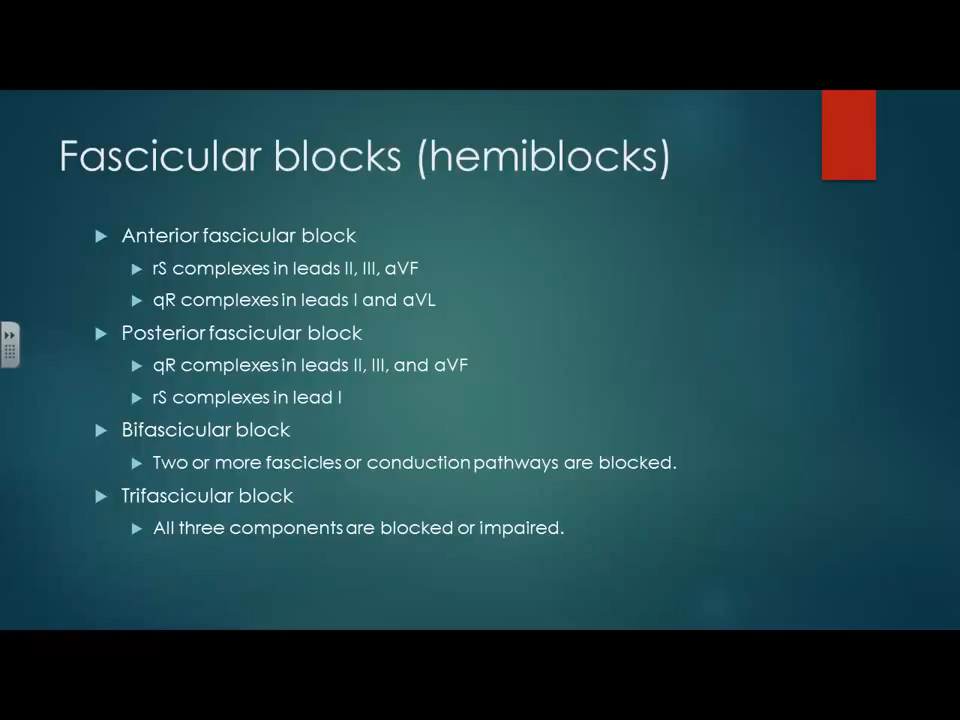 Fascicular blocks (hemiblocks)
Anterior fascicular block
rS complexes in leads II, III, aVF
qR complexes in leads I and aVL
Posterior fascicular block
qR complexes in leads II, III, and aVF
rS complexes in lead I
Bifascicular block
Two or more fascicles or conduction pathways are blocked.
Trifascicular block
All three components are blocked or impaired.